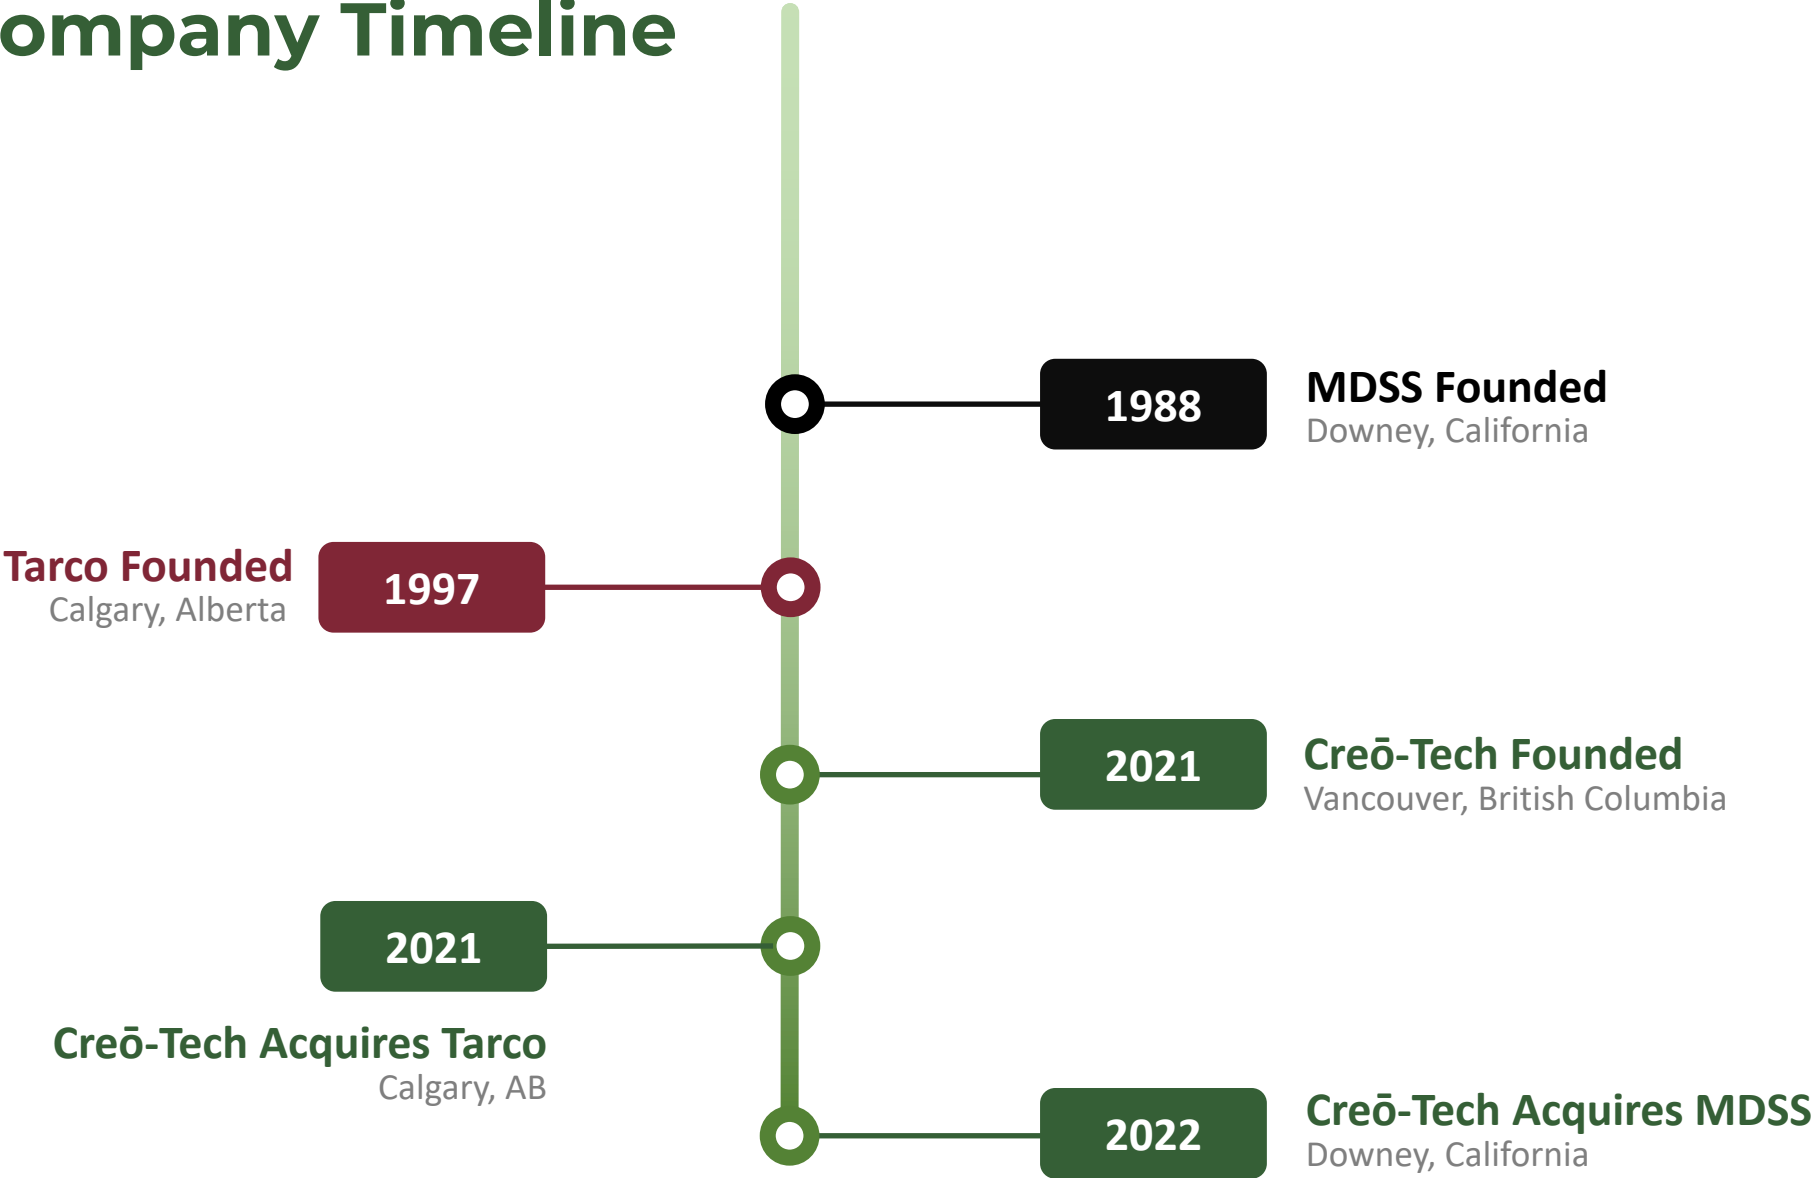 ompany Timeline
1988
MDSS Founded
Downey, California
Tarco Founded
Calgary, Alberta
1997
2021
Creō-Tech Founded
Vancouver, British Columbia
2021
Creō-Tech Acquires Tarco
Calgary, AB
2022
Creō-Tech Acquires MDSS
Downey, California